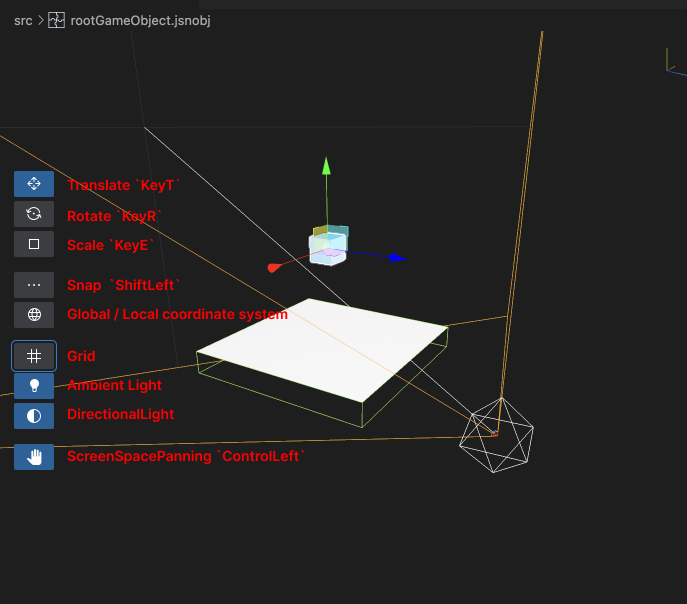 src > rootGameObject.jsnobj
Translate `KeyT`
Rotate `KeyR`
Scale `KeyE`
Snap  `ShiftLeft`
Global / Local coordinate system
Grid
Ambient Light
DirectionalLight
ScreenSpacePanning `ControlLeft`